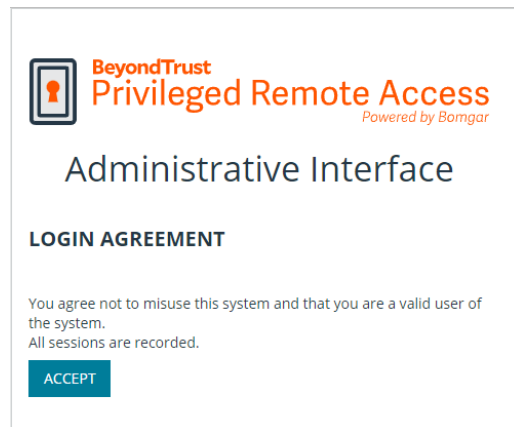 BeyondTrust
Privileged Remote Access
Powered by Bomgar
Administrative Interface
LOGIN AGREEMENT
You agree not to misuse this system and that you are a valid user of
the system.
All sessions are recorded.
ACCEPT